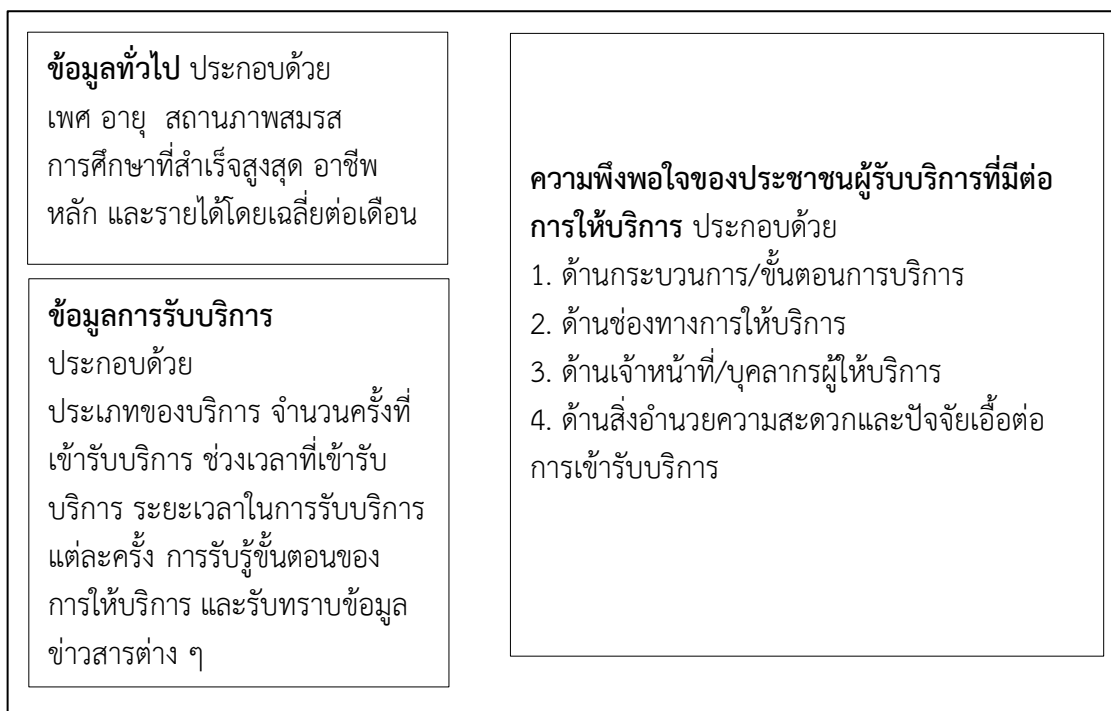 ข้อมูลทั่วไป ประกอบด้วย
เพศ อายุ สถานภาพสมรส
การศึกษาที่สำเร็จสูงสุด อาชีพ
หลัก และรายได้โดยเฉลี่ยต่อเดือน
ข้อมูลการรับบริการ
ประกอบด้วย
ประเภทของบริการ จำนวนครั้งที่
เข้ารับบริการ ช่วงเวลาที่เข้ารับ
บริการ ระยะเวลาในการรับบริการ
แต่ละครั้ง การรับรู้ขั้นตอนของ
การให้บริการ และรับทราบข้อมูล
ข่าวสารต่าง ๆ
ความพึงพอใจของประชาชนผู้รับบริการที่มีต่อ
การให้บริการ ประกอบด้วย
1. ด้านกระบวนการ/ขั้นตอนการบริการ
2. ด้านช่องทางการให้บริการ
3. ด้านเจ้าหน้าที่/บุคลากรผู้ให้บริการ
4. ด้านสิ่งอำนวยความสะดวกและปัจจัยเอื้อต่อ
การเข้ารับบริการ